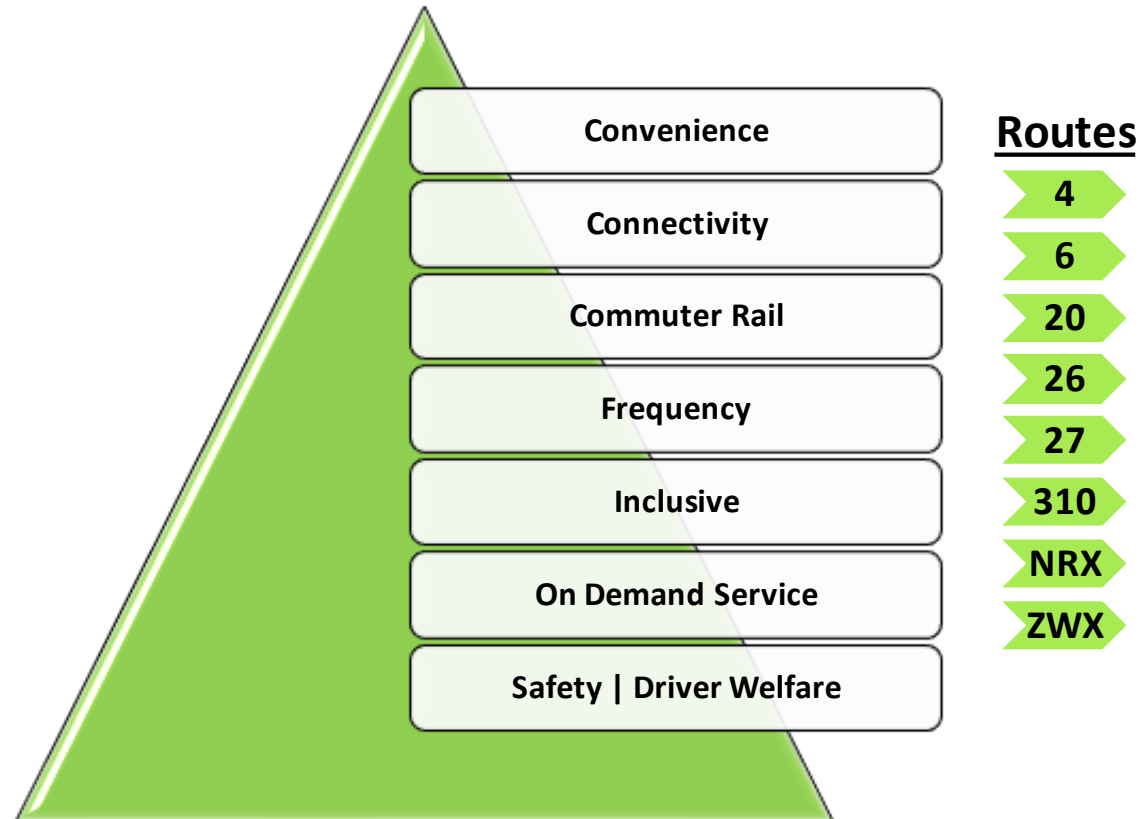 Convenience
Connectivity
Commuter Rail
Frequency
Inclusive
On Demand Service
Safety | Driver Welfare
Routes
4
6
20
26
27
310
NRX
ZWX